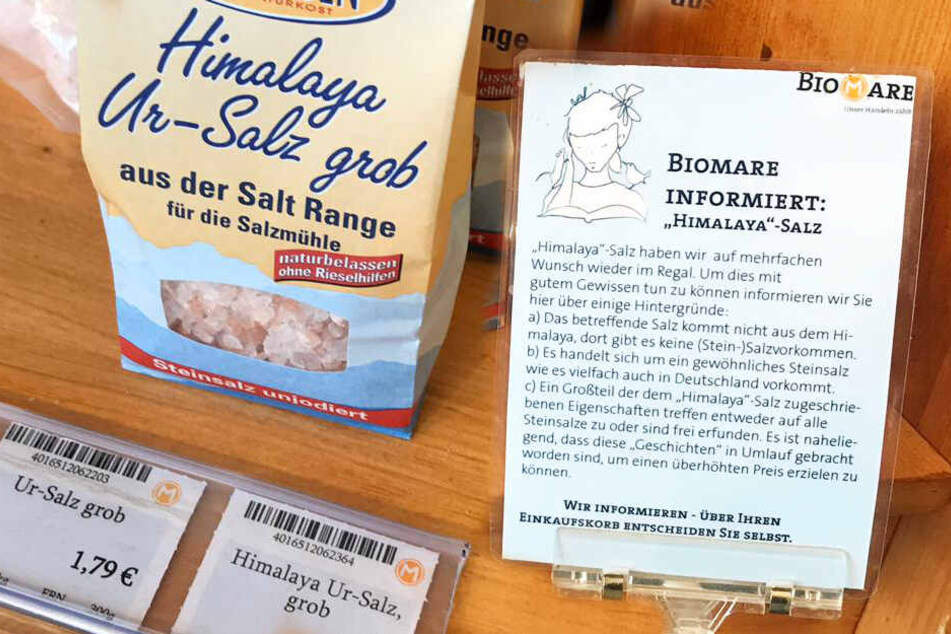 NATURKOST
Himalaya
Ur-Salz grob
aus der Salt Range
für die Salzmühle
naturbelassen
ohne Rieselhilfen
Steinsalz unjodiert
BIOMARE
Unser Handeln zählt
BIOMARE
INFORMIERT:
„HIMALAYA“-SALZ
„Himalaya“-Salz haben wir auf mehrfachen
Wunsch wieder im Regal. Um dies mit
gutem Gewissen tun zu können informieren wir Sie
hier über einige Hintergründe:
a) Das betreffende Salz kommt nicht aus dem Hi-
malaya, dort gibt es keine (Stein-)Salzvorkommen.
b) Es handelt sich um ein gewöhnliches Steinsalz
wie es vielfach auch in Deutschland vorkommt.
c) Ein Großteil der dem „Himalaya“-Salz zugeschrie-
benen Eigenschaften treffen entweder auf alle
Steinsalze zu oder sind frei erfunden. Es ist nahelie-
gend, dass diese „Geschichten“ in Umlauf gebracht
worden sind, um einen überhöhten Preis erzielen zu
können.
WIR INFORMIEREN - ÜBER IHREN
EINKAUFSKORB ENTSCHEIDEN SIE SELBST.
4016512062203
Ur-Salz grob
1,79 €
300g
4016512062364
Himalaya Ur-Salz,
grob